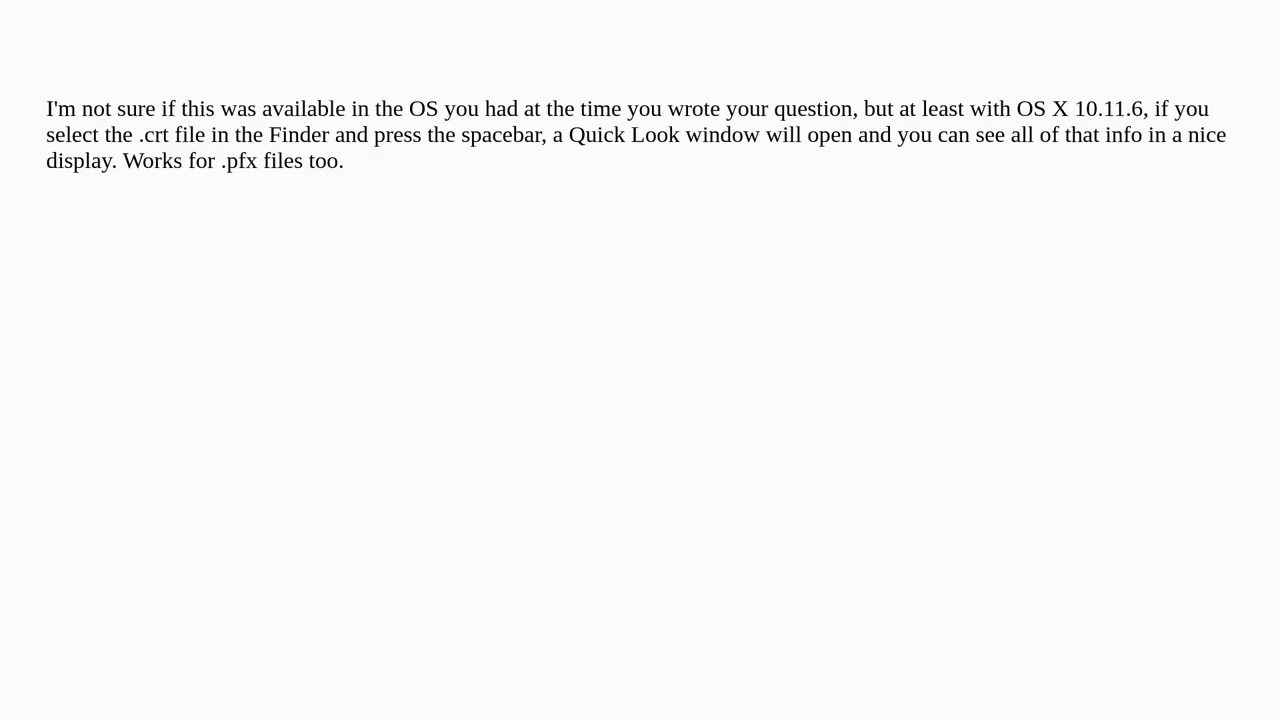 I'm not sure if this was available in the OS you had at the time you wrote your question, but at least with OS X 10.11.6, if you
select the .crt file in the Finder and press the spacebar, a Quick Look window will open and you can see all of that info in a nice
display. Works for .pfx files too.